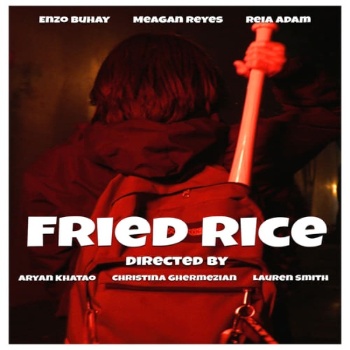 Enzo Buhay Meagan Reyes Reia Adam
Fried Rice
Directed by
Aryan Khatao Christina Ghermezian Lauren Smith